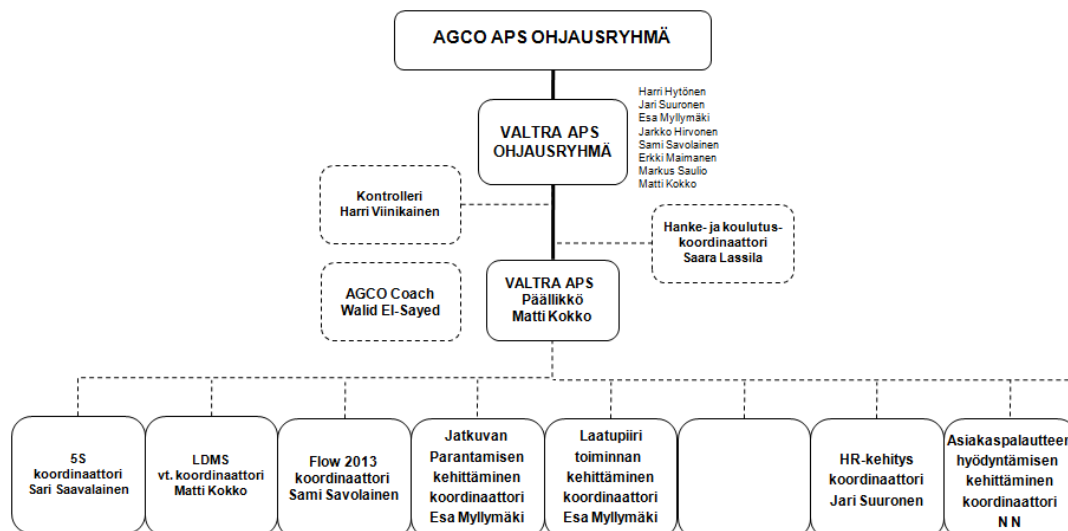 AGCO APS OHJAUSRYHMÄ
VALTRA APS
OHJAUSRYHMÄ
Harri Hytönen
Jari Suuronen
Esa Myllymäki
Jarkko Hirvonen
Sami Savolainen
Erkki Maimanen
Markus Saulio
Matti Kokko
Kontrolleri
Harri Viinikainen
Hanke- ja koulutus-
koordinaattori
Saara Lassila
AGCO Coach
Walid El-Sayed
VALTRA APS
Päällikkö
Matti Kokko
5S
koordinaattori
Sari Saavalainen
LDMS
vt. koordinaattori
Matti Kokko
Flow 2013
koordinaattori
Sami Savolainen
Jatkuvan
Parantamisen
kehittäminen
koordinaattori
Esa Myllymäki
Laatupiiri
toiminnan
kehittäminen
koordinaattori
Esa Myllymäki
HR-kehitys
koordinaattori
Jari Suuronen
Asiakaspalautteen
hyödyntämisen
kehittäminen
koordinaattori
N N